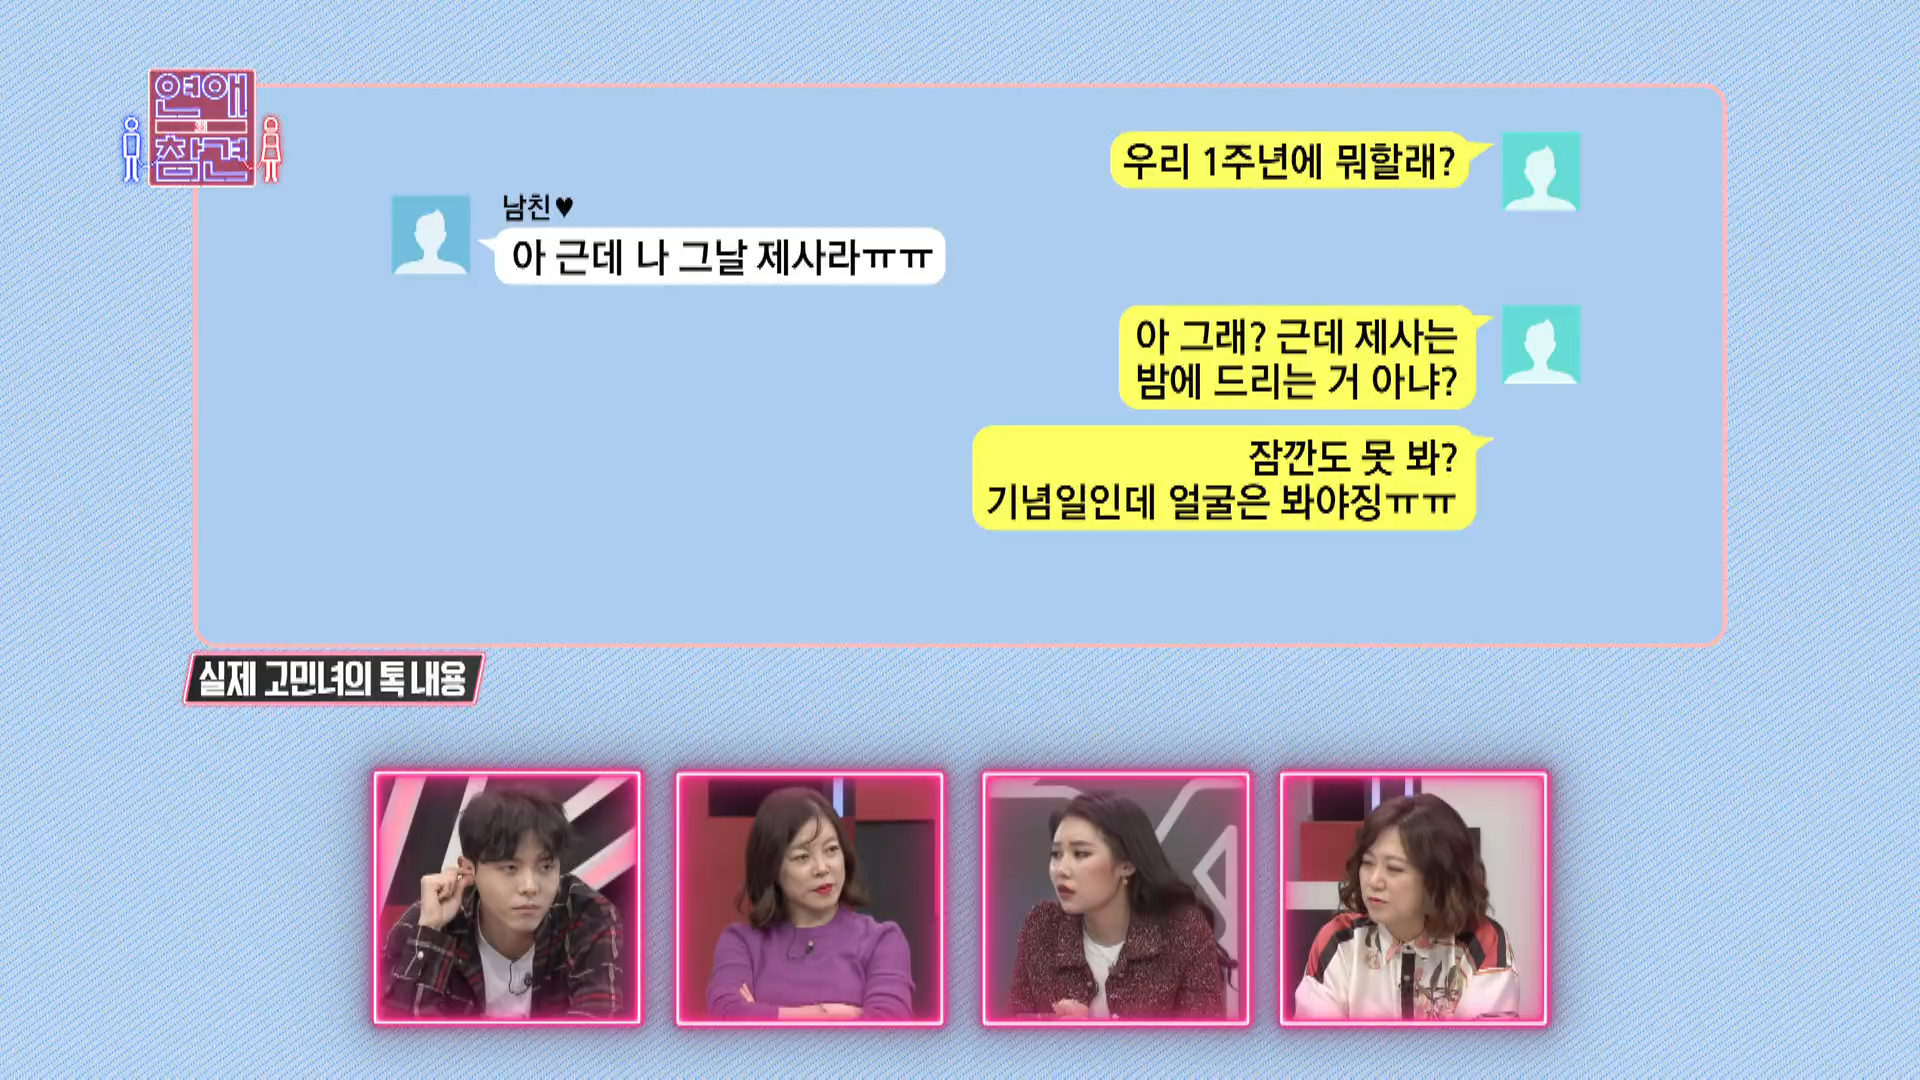 연애의
참견
우리 1주년에 뭐할래?
남친♥
아 근데 나 그날 제사라ㅠㅠ
아 그래? 근데 제사는
밤에 드리는 거 아냐?
잠깐도 못 봐?
기념일인데 얼굴은 봐야징ㅠㅠ
실제 고민녀의 톡 내용